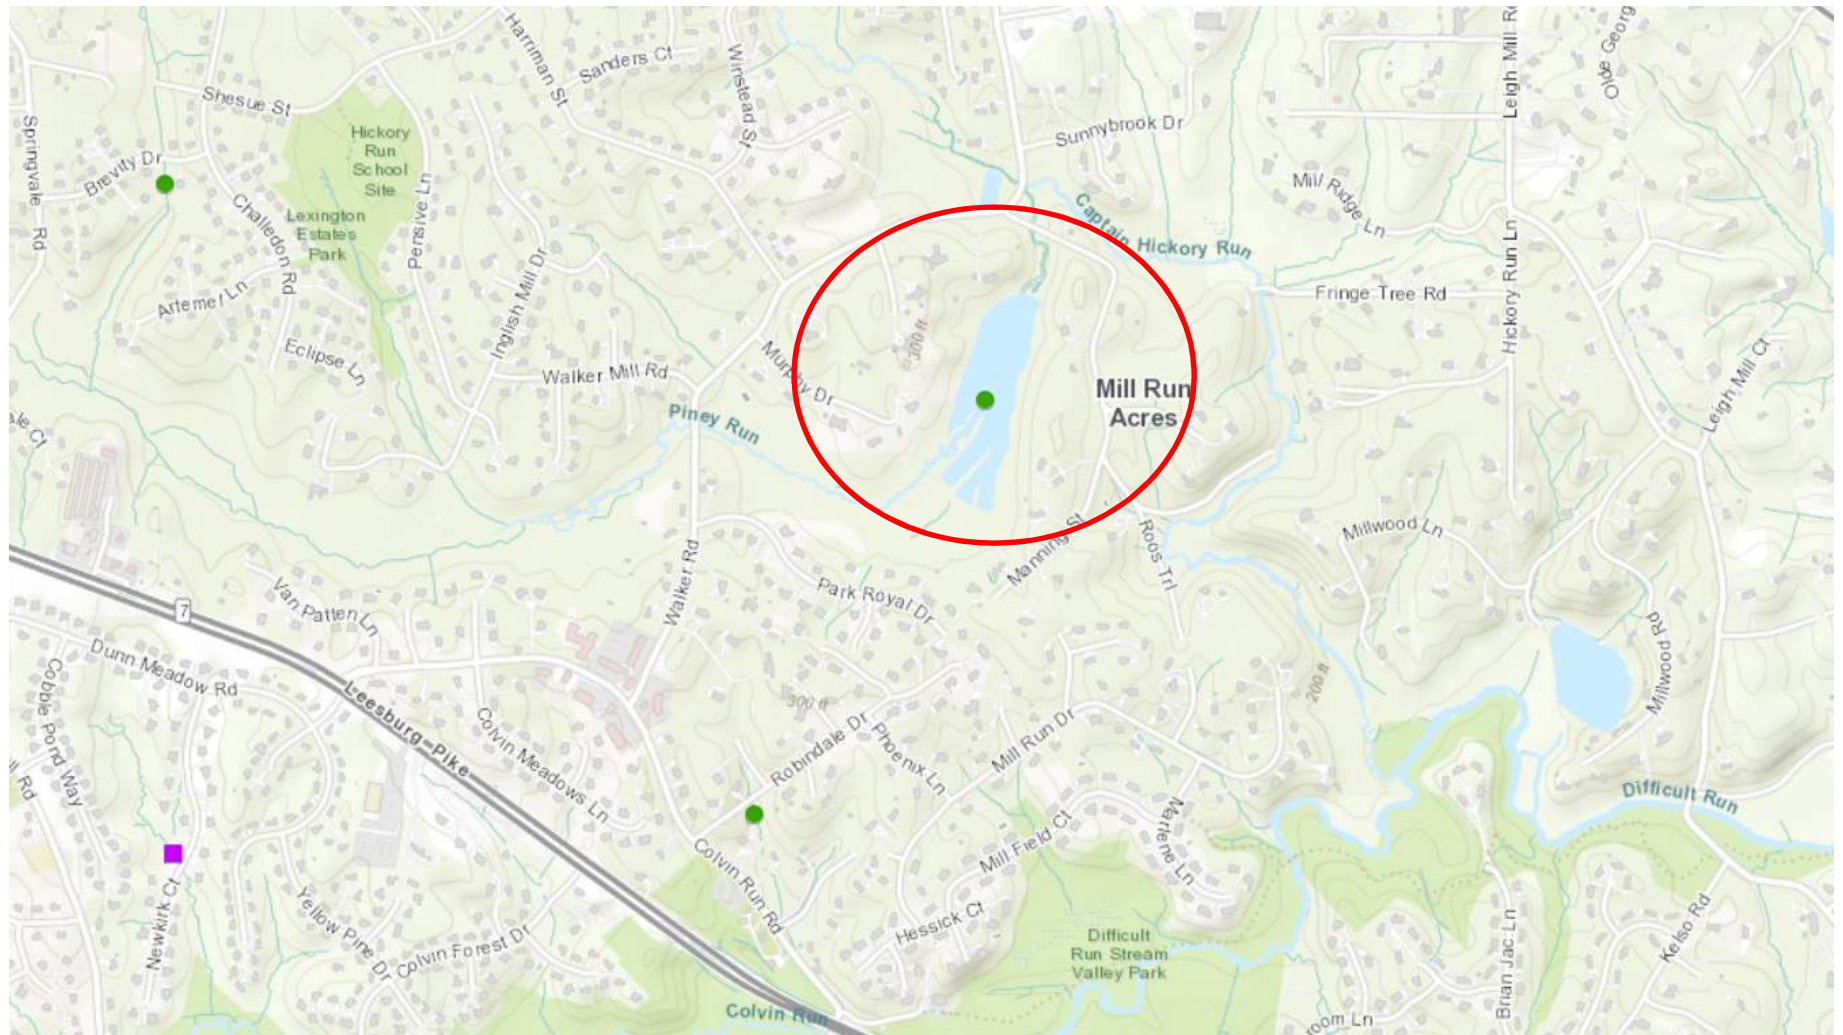 Harriman St
Sanders Ct
Winstead St
Leigh Mill Rd
Shesue St
Springvale Rd
Hickory
Run
School
Site
Sunnybrook Dr
Brevity Dr
Challedon Rd
Lexington
Estates
Park
Pensive Ln
Mill Ridge Ln
Captain Hickory Run
Artemel Ln
Inglish Mill Dr
Fringe Tree Rd
Hickory Run Ln
300 ft
Eclipse Ln
Walker Mill Rd
Murphy Dr
Mill Run
Acres
Leigh Mill Ct
Piney Run
Millwood Ln
Manning St
Roos Trl
Walker Rd
Park Royal Dr
Van Patten Ln
7
Dunn Meadow Rd
Cobble Pond Way
Leesburg Pike
Colvin Meadows Ln
300 ft
Robindale Dr
Phoenix Ln
Mill Run Dr
200 ft
Millwood Rd
Difficult Run
Marlene Ln
Mill Field Ct
Colvin Run Rd
Newkirk Ct
Yellow Pine Dr
Colvin Forest Dr
Hessick Ct
Difficult
Run Stream
Valley Park
Brian Jac Ln
Kelso Rd
Colvin Run